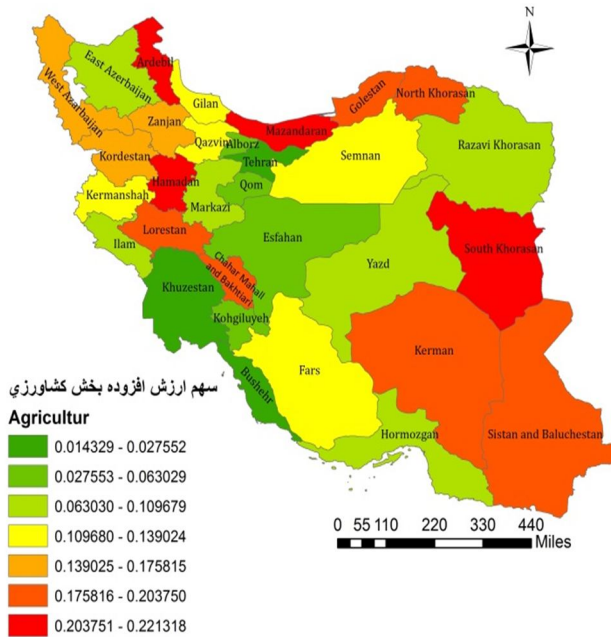 N
Ardebil
East Azerbaijan
West Azarbaijan
Gilan
Zanjan
Qazvin
Alborz
Mazandaran
Golestan
North Khorasan
Razavi Khorasan
Kordestan
Tehran
Semnan
Hamadan
Qom
Kermanshah
Markazi
Lorestan
Ilam
Esfahan
Yazd
South Khorasan
Chahar Mahall
and Bakhtiari
Khuzestan
Kohgiluyeh
Fars
Kerman
Bushehr
Hormozgan
Sistan and Baluchestan
سهم ارزش افزوده بخش کشاورزي
Agricultur
0.014329 - 0.027552
0.027553 - 0.063029
0.063030 - 0.109679
0.109680 - 0.139024
0.139025 - 0.175815
0.175816 - 0.203750
0.203751 - 0.221318
0 55 110 220 330 440
Miles